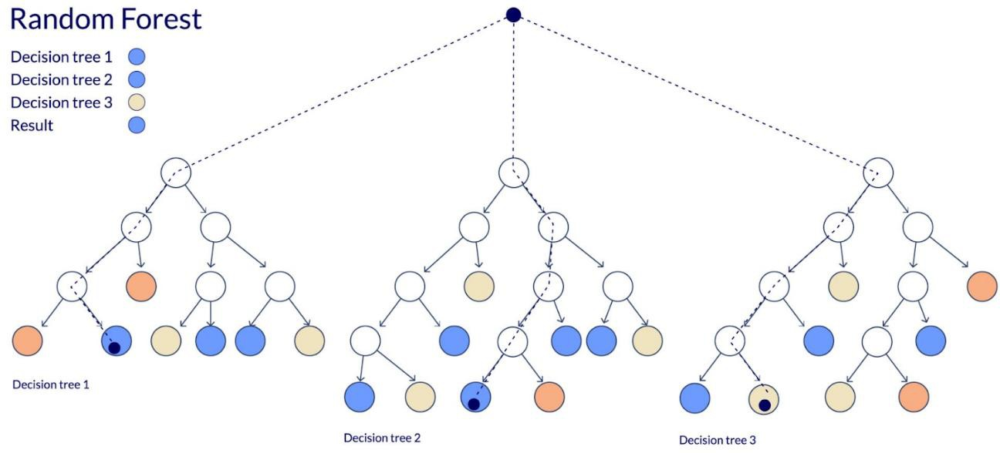 Random Forest
Decision tree 1
Decision tree 2
Decision tree 3
Result
Decision tree 1
Decision tree 2
Decision tree 3